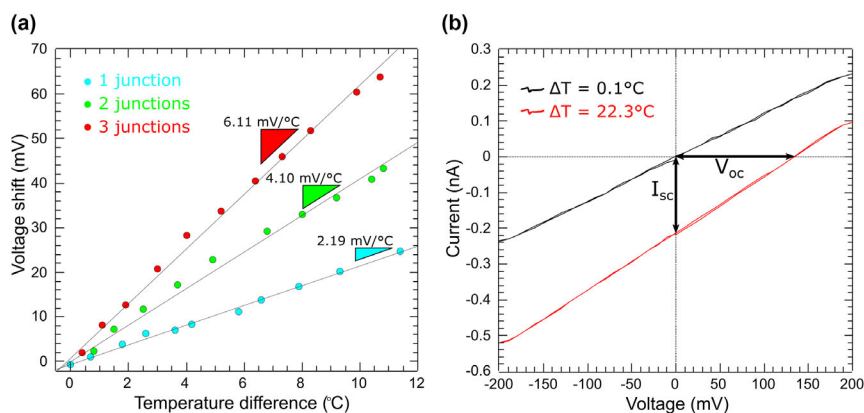 (a)
70
60
50
40
30
20
10
0
Voltage shift (mV)
1 junction
2 junctions
3 junctions
6.11 mV/°C
4.10 mV/°C
2.19 mV/°C
0 2 4 6 8 10 12
Temperature difference (°C)
(b)
0.3
0.2
0.1
0
-0.1
-0.2
-0.3
-0.4
-0.5
-0.6
Current (nA)
ΔT = 0.1°C
ΔT = 22.3°C
Voc
Isc
-200 -150 -100 -50 0 50 100 150 200
Voltage (mV)